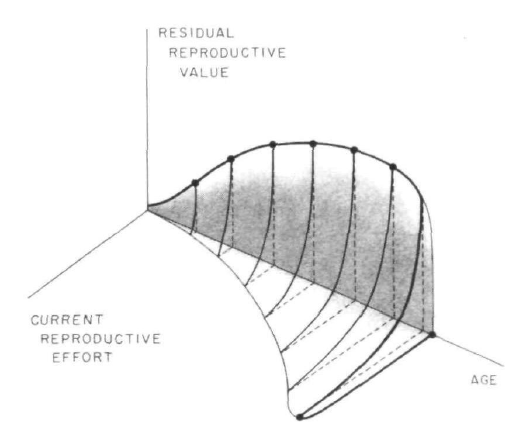 RESIDUAL
REPRODUCTIVE
VALUE
CURRENT
REPRODUCTIVE
EFFORT
AGE